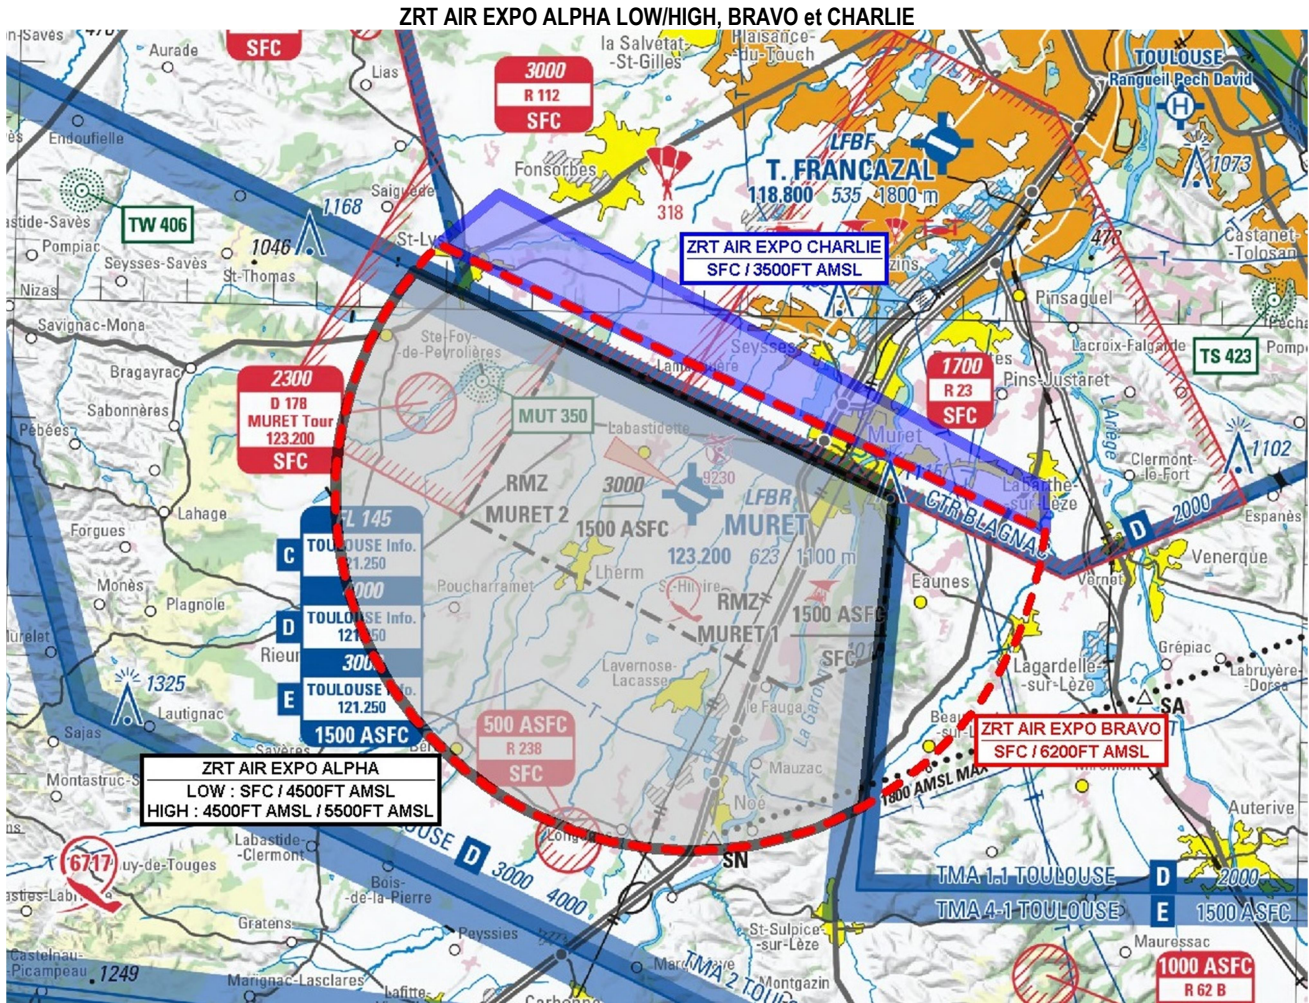 ZRT AIR EXPO ALPHA LOW/HIGH, BRAVO et CHARLIE
SFC
Aurade
Lias
Endoufielle
3000
R 112
SFC
la Salvetat-
-St-Gilles
Plaisance-
-du-Touch
TOULOUSE
Rangueil Pech David
H
1073
Fonsorbes
318
LFBF
T. FRANCAZAL
118.800 535 1800 m
Saiguède
TW 406
1168
1046
Pompiac
Seysses-Savès
St-Thomas
Nizas
St-Lys
ZRT AIR EXPO CHARLIE
SFC / 3500FT AMSL
Castanet-
-Tolosan
T
Pinsaguel
TS 423
Savignac-Mona
Bragayrac
Ste-Foy-
-de-Peyrolières
Seysses
Lacroix-Falgarde
Pins-Justaret
1700
R 23
SFC
2300
D 178
MURET Tour
123.200
SFC
Sabonnères
MUT 350
Labastidette
Muret
L'Ariège
1102
Clermont-
-le-Fort
Lahage
Forgues
RMZ
MURET 2
3000
1500 ASFC
9230
LFBR
MURET
123.200 623 1100 m
Labarthe-
-sur-Lèze
CTR BLAGNAC
D
2000
Espanès
Venerque
Vernet
FL 145
C
TOULOUSE Info.
D
TOULOUSE Info.
E
TOULOUSE Info.
121.250
1500 ASFC
Monès
Plagnole
Poucharramet
Lherm
St-Hilaire
RMZ
MURET 1
1500 ASFC
SFC
Eaunes
Grépiac
Labruyère-
-Dorsa
Lavernose-
-Lacasse
le Fauga
La Garonne
Lagardelle-
-sur-Lèze
SA
1325
Lautignac
Sajas
Savères
500 ASFC
R 238
SFC
Mauzac
Noé
ZRT AIR EXPO BRAVO
SFC / 6200FT AMSL
1800 AMSL MAX
Auterive
ZRT AIR EXPO ALPHA
LOW : SFC / 4500FT AMSL
HIGH : 4500FT AMSL / 5500FT AMSL
Labastide-
-Clermont
D
3000
4000
SN
6717
Bois-
-de-la-Pierre
TMA 1.1 TOULOUSE
D
2000
TMA 4-1 TOULOUSE
E
1500 ASFC
Gratens
Peyssies
St-Sulpice-
-sur-Lèze
Mauressac
Castelnau-
-Picampeau
1249
Marignac-Lasclares
TMA 2
Montgazin
1000 ASFC
R 62 B